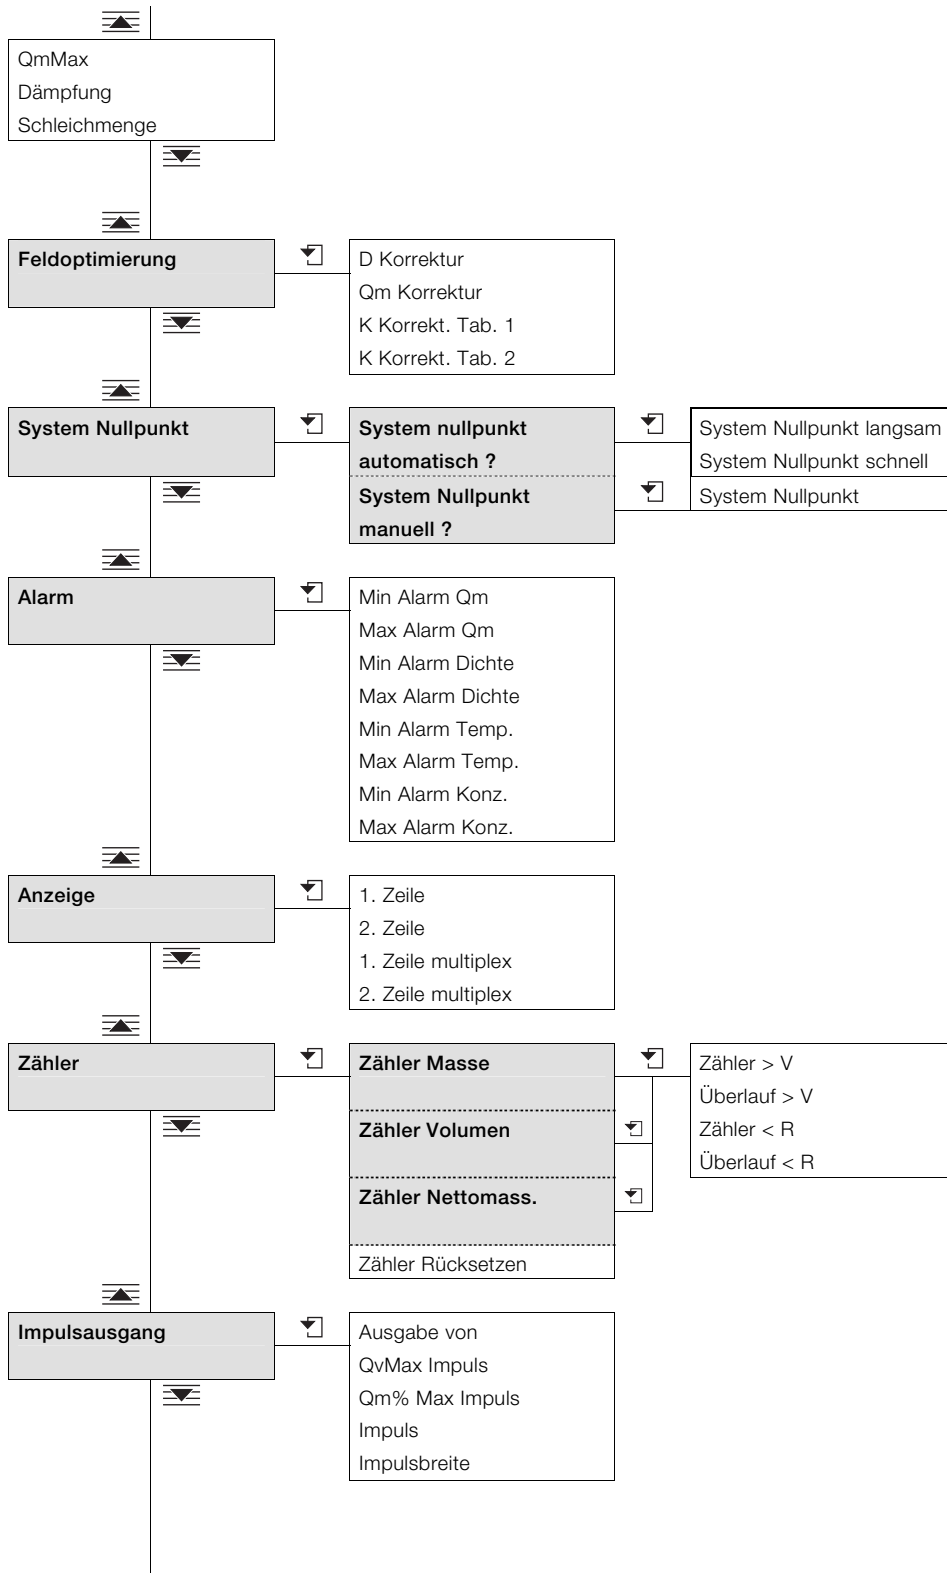 QmMax
Dämpfung
Schleichmenge
Feldoptimierung
D Korrektur
Qm Korrektur
K Korrekt. Tab. 1
K Korrekt. Tab. 2
System Nullpunkt
System nullpunkt
automatisch ?
System Nullpunkt
manuell ?
System Nullpunkt langsam
System Nullpunkt schnell
System Nullpunkt
Alarm
Min Alarm Qm
Max Alarm Qm
Min Alarm Dichte
Max Alarm Dichte
Min Alarm Temp.
Max Alarm Temp.
Min Alarm Konz.
Max Alarm Konz.
Anzeige
1. Zeile
2. Zeile
1. Zeile multiplex
2. Zeile multiplex
Zähler
Zähler Masse
Zähler Volumen
Zähler Nettomass.
Zähler Rücksetzen
Zähler > V
Überlauf > V
Zähler < R
Überlauf < R
Impulsausgang
Ausgabe von
QvMax Impuls
Qm% Max Impuls
Impuls
Impulsbreite